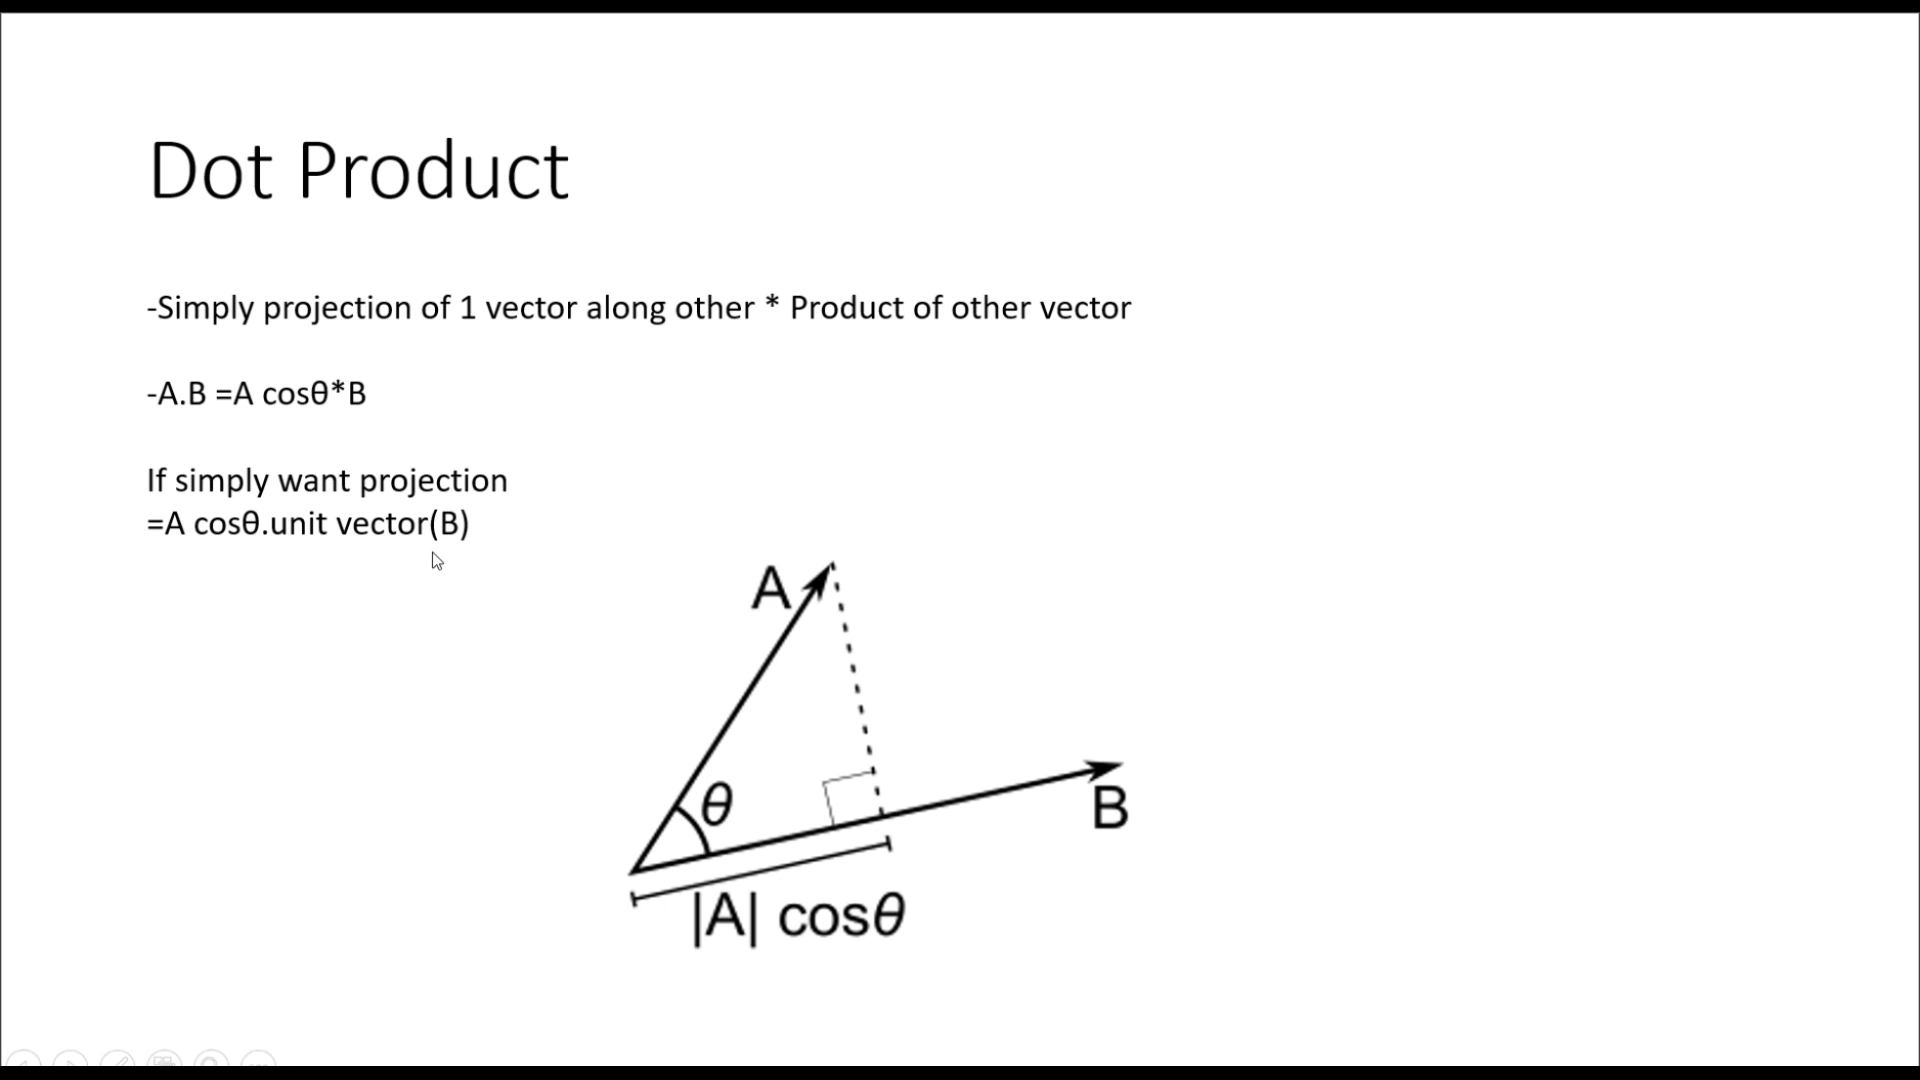 Dot Product
-Simply projection of 1 vector along other * Product of other vector
-A.B =A cosθ*B
If simply want projection
=A cosθ.unit vector(B)
A
θ
B
|A| cosθ